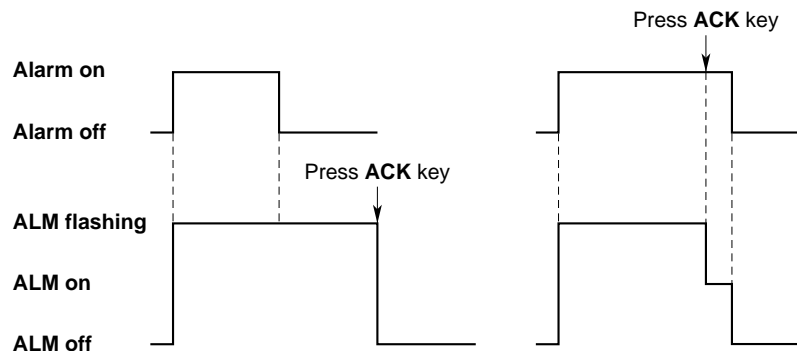 Press ACK key
Alarm on
Alarm off
Press ACK key
ALM flashing
ALM on
ALM off